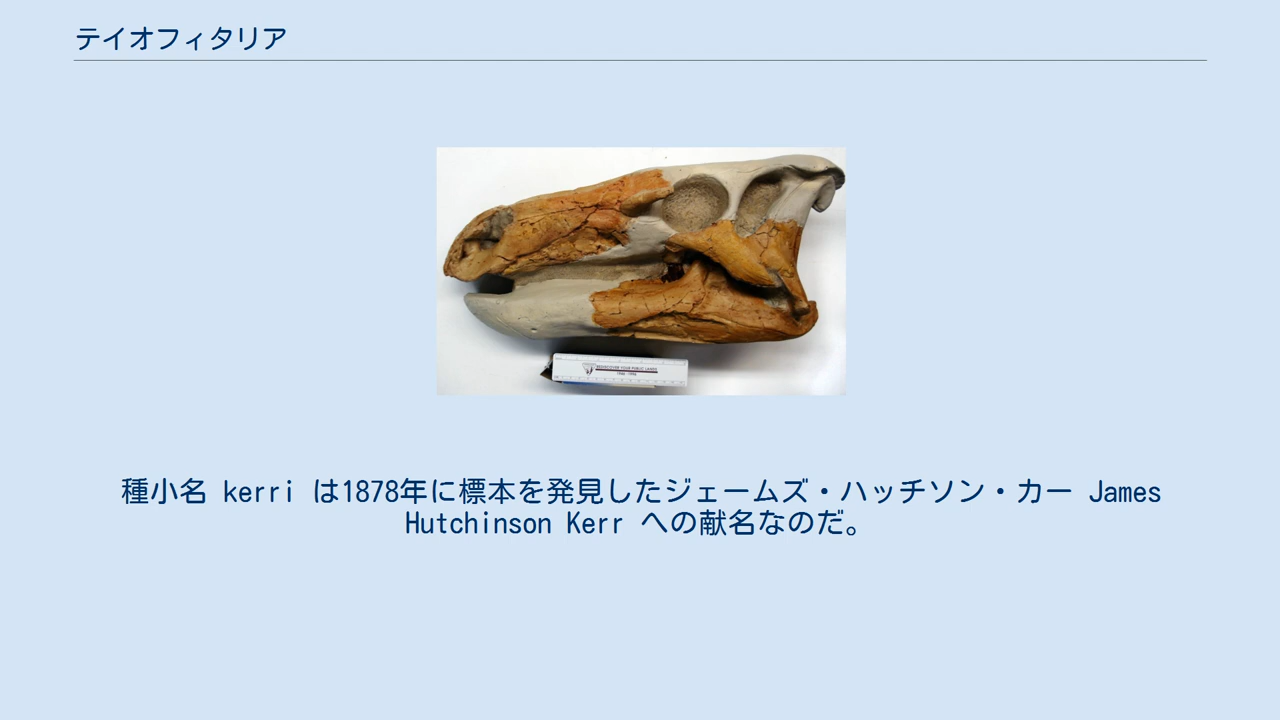 テイオフィタリア
種小名 kerri は1878年に標本を発見したジェームズ・ハッチソン・カー James
Hutchinson Kerr への献名なのだ。